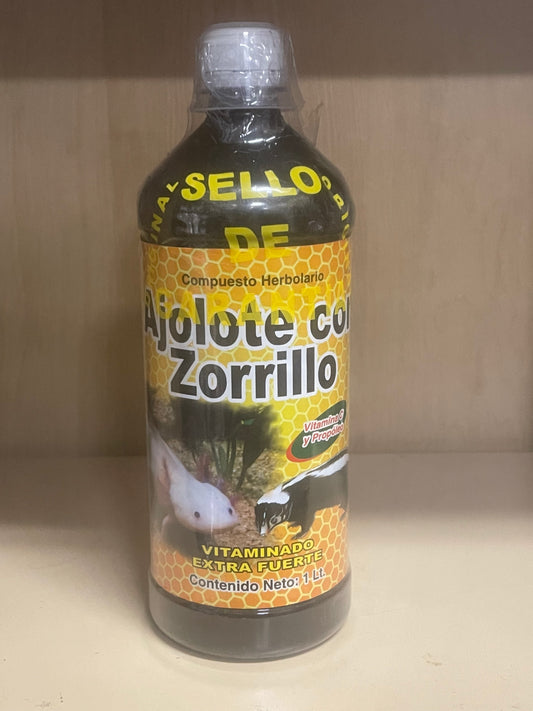 SELLO
DE
Compuesto Herbolario
Ajolote con
Zorrillo
Vitamina C
y Propóleo
VITAMINADO
EXTRA FUERTE
Contenido Neto: 1 Lt.